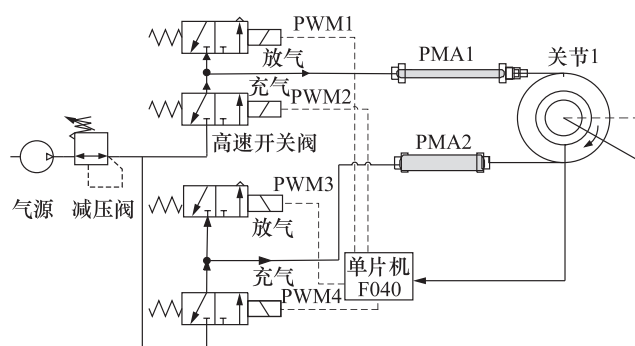 PWM1
放气
PMA1
关节1
充气
PWM2
高速开关阀
PMA2
气源
减压阀
PWM3
放气
充气
单片机
F040
PWM4